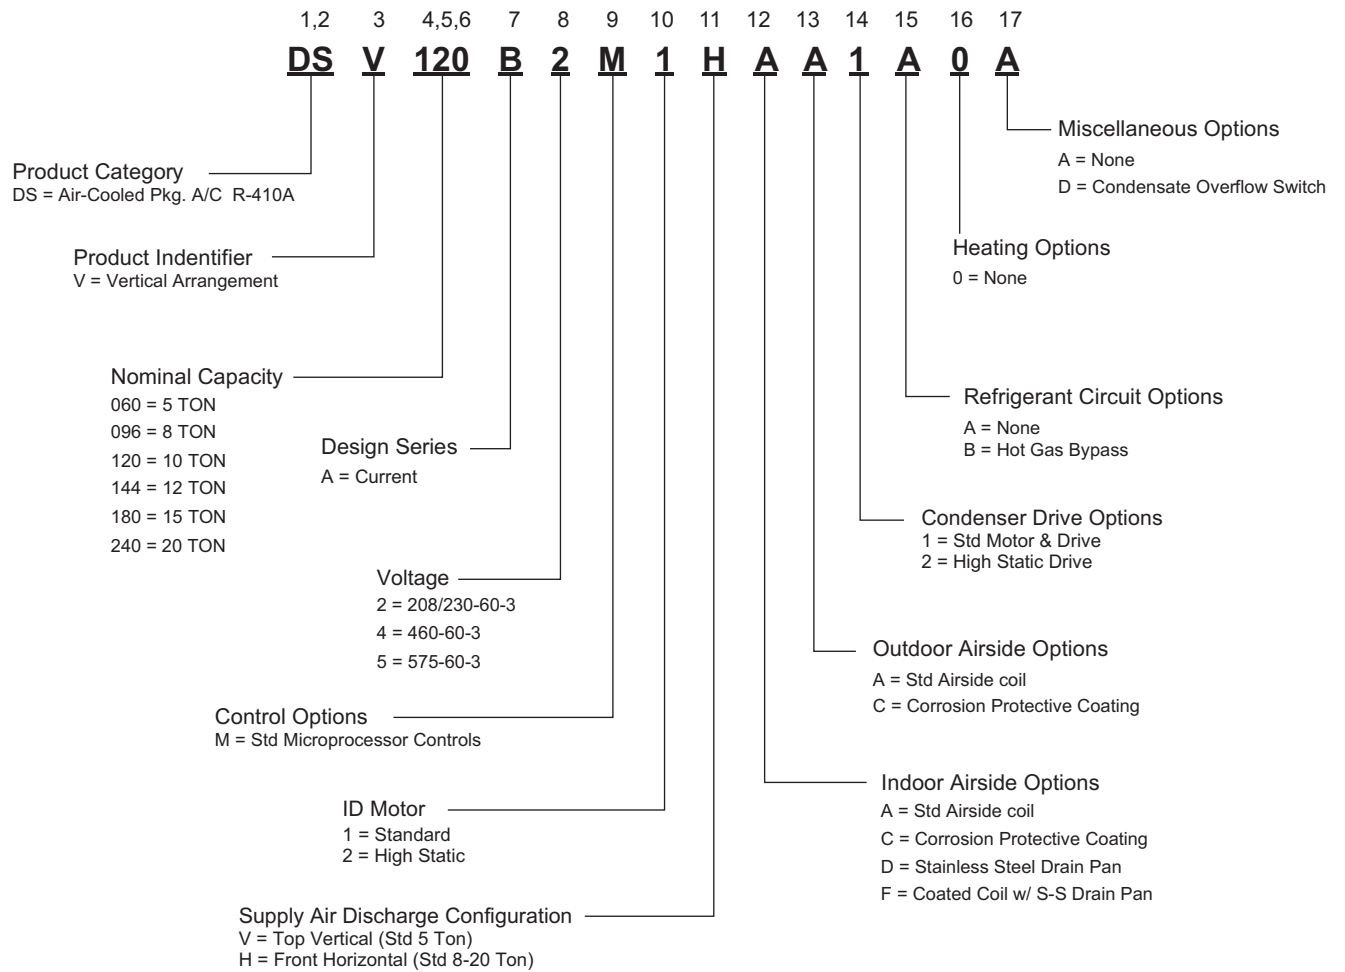 1,2 3 4,5,6 7 8 9 10 11 12 13 14 15 16 17
DS V 120 B 2 M 1 H A A 1 A 0 A
Miscellaneous Options
A = None
D = Condensate Overflow Switch
Product Category
DS = Air-Cooled Pkg. A/C R-410A
Heating Options
0 = None
Product Indentifier
V = Vertical Arrangement
Nominal Capacity
060 = 5 TON
096 = 8 TON
120 = 10 TON
144 = 12 TON
180 = 15 TON
240 = 20 TON
Refrigerant Circuit Options
A = None
B = Hot Gas Bypass
Design Series
A = Current
Condenser Drive Options
1 = Std Motor & Drive
2 = High Static Drive
Voltage
2 = 208/230-60-3
4 = 460-60-3
5 = 575-60-3
Outdoor Airside Options
A = Std Airside coil
C = Corrosion Protective Coating
Control Options
M = Std Microprocessor Controls
Indoor Airside Options
A = Std Airside coil
C = Corrosion Protective Coating
D = Stainless Steel Drain Pan
F = Coated Coil w/ S-S Drain Pan
ID Motor
1 = Standard
2 = High Static
Supply Air Discharge Configuration
V = Top Vertical (Std 5 Ton)
H = Front Horizontal (Std 8-20 Ton)